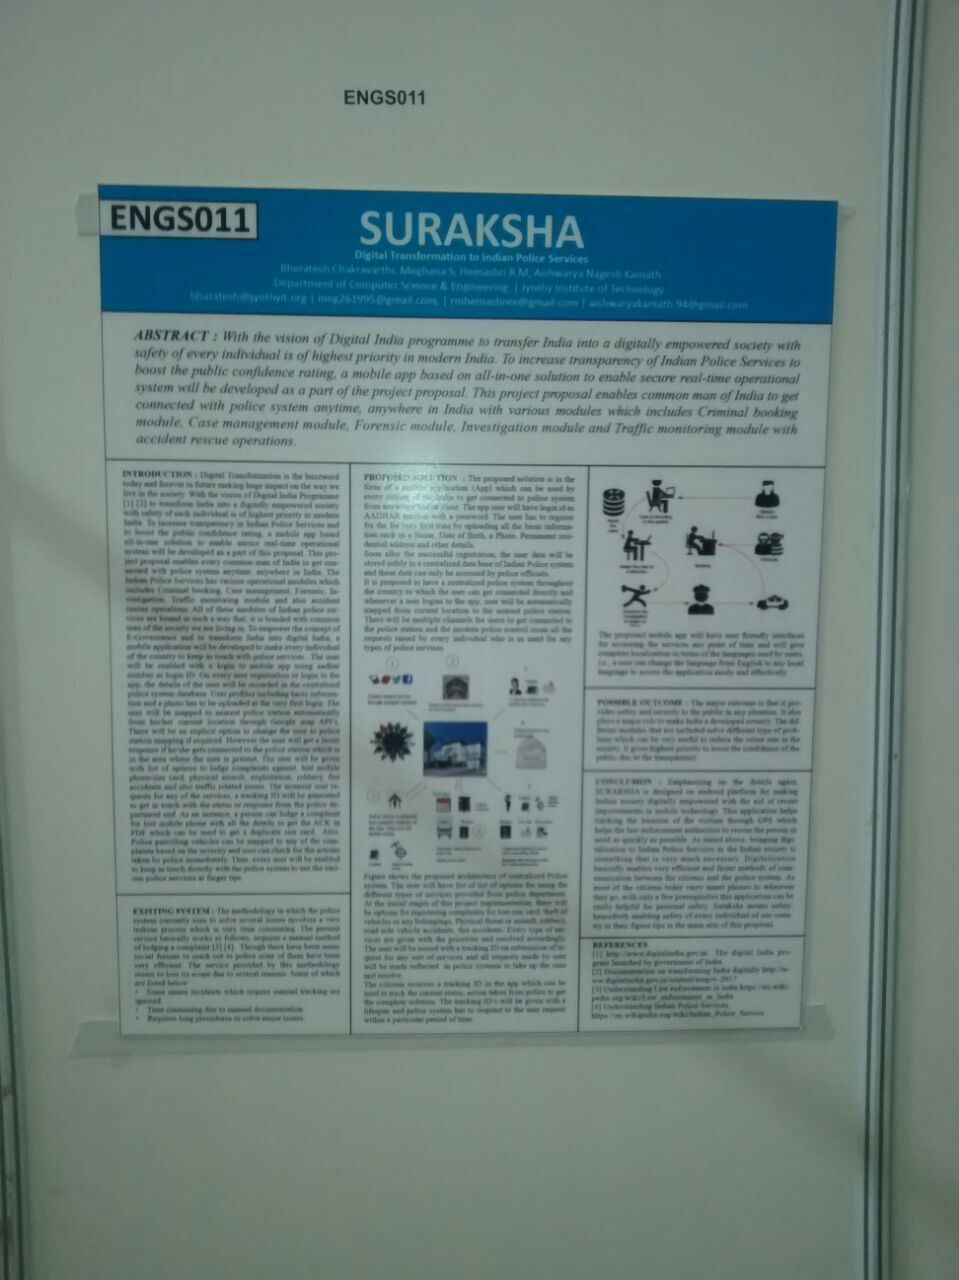 ENGS011
ENGS011
SURAKSHA
Digital Transformation to Indian Police Services
Bharatesh Chakravarthi, Meghana S, Hemashri R M, Aishwarya Nagesh Kamath
Department of Computer Science & Engineering | Jyothy Institute of Technology
bharatesh@jyothyit.org | meg261995@gmail.com, | rmhemashree@gmail.com | aishwaryakamath.94@gmail.com
ABSTRACT : With the vision of Digital India programme to transfer India into a digitally empowered society with
safety of every individual is of highest priority in modern India. To increase transparency of Indian Police Services to
boost the public confidence rating, a mobile app based on all-in-one solution to enable secure real-time operational
system will be developed as a part of the project proposal. This project proposal enables common man of India to get
connected with police system anytime, anywhere in India with various modules which includes Criminal booking
module, Case management module, Forensic module, Investigation module and Traffic monitoring module with
accident rescue operations.
INTRODUCTION : Digital Transformation is the buzzword
today and forever in future making huge impact on the way we
live in the society. With the vision of Digital India Programme
[1] [2] to transform India into a digitally empowered society
with safety of each individual is of highest priority in modern
India. To increase transparency in Indian Police Services and
to boost the public confidence rating, a mobile app based
all-in-one solution to enable secure real-time operational
system will be developed as a part of this proposal. This pro-
ject proposal enables every common man of India to get con-
nected with police system anytime, anywhere in India. The
Indian Police Services has various operational modules which
includes Criminal booking, Case management, Forensic, In-
vestigation, Traffic monitoring module and also accident
rescue operations. All of these modules of Indian police ser-
vices are bound in such a way that, it is bonded with common
man of the society we are living in. To empower the concept of
E-Governance and to transform India into digital India, a
mobile application will be developed to make every individual
of the country to keep in touch with police services. The user
will be enabled with a login to mobile app using aadhar
number as login ID. On every user registration or login to the
app, the details of the user will be recorded in the centralized
police system database. User profiles including basic informa-
tion and a photo has to be uploaded at the very first login. The
user will be mapped to nearest police station automatically
from his/her current location through Google map API's.
There will be an explicit option to change the user to police
station mapping if required. However the user will get a faster
response if he/she gets connected to the police station which is
in the area where the user is present. The user will be given
with list of options to lodge complaints against, lost mobile
phone/sim card, physical assault, exploitation, robbery, fire
accidents and also traffic related issues. The moment user re-
quests for any of the services, a tracking ID will be generated
to get in touch with the status or response from the police de-
partment end. As an instance, a person can lodge a complaint
for lost mobile phone with all the details to get the ACK in
PDF which can be used to get a duplicate sim card. Also,
Police patrolling vehicles can be mapped to any of the com-
plaints based on the severity and user can check for the actions
taken by police immediately. Thus, every user will be enabled
to keep in touch directly with the police system to use the vari-
ous police services at finger tips.
EXISTING SYSTEM : The methodology in which the police
system currently uses to solve several issues involves a very
tedious process which is very time consuming. The present
service basically works as follows, requires a manual method
of lodging a complaint [3] [4]. Though there have been many
social forums to reach out to police none of them have been
very efficient. The service provided by this methodology
seems to lose its scope due to several reasons. Some of which
are listed below
• Some minor incidents which require manual tracking are
ignored
• Time consuming due to manual documentation
• Requires long procedures to solve major issues.
PROPOSED SOLUTION : The proposed solution is in the
form of a mobile application (App) which can be used by
every citizen of the India to get connected to police system
from anywhere and at time. The app user will have login id as
AADHAR number with a password. The user has to register
for the for very first time by uploading all the basic informa-
tion such as a Name, Date of Birth, a Photo, Permanent resi-
dential address and other details.
Soon after the successful registration, the user data will be
stored safely in a centralized data base of Indian Police system
and these data can only be accessed by police officials.
It is proposed to have a centralized police system throughout
the country to which the user can get connected directly and
whenever a user logins to the app, user will be automatically
mapped from current location to the nearest police station.
There will be multiple channels for users to get connected to
the police station and the modern police control room all the
requests raised by every individual who is in need for any
types of police services.
Figure shows the proposed architecture of centralized Police
system. The user will have list of list of options for using the
different types of services provided from police department.
At the initial stages of this project implementation, there will
be options for registering complaints for lost sim card, theft of
vehicles or any belongings, Physical threat or assault, robbery,
road side vehicle accidents, fire accidents. Every type of ser-
vices are given with the priorities and resolved accordingly.
The user will be issued with a tracking ID on submission of re-
quest for any sort of services and all requests made by user
will be made reflected in police systems to take up the case
and resolve.
The citizens receives a tracking ID in the app which can be
used to track the current status, action taken from police to get
the complete solution. The tracking ID's will be given with a
lifespan and police system has to respond to the user request
within a particular period of time.
The proposed mobile app will have user friendly interfaces
for accessing the services any point of time and will give
complete localization in terms of the languages used by users,
i.e., a user can change the language from English to any local
language to access the application easily and effectively.
POSSIBLE OUTCOME : The major outcome is that it pro-
vides safety and security to the public in any situation. It also
plays a major role to make India a developed country. The dif-
ferent modules that are included solve different type of prob-
lems which can be very useful to reduce the crime rate in the
society. It gives highest priority to boost the confidence of the
public due to the transparency.
CONCLUSION : Emphasizing on the details again,
SURAKSHA is designed on android platform for making
Indian society digitally empowered with the aid of recent
improvements in mobile technology. This application helps
tracking the location of the victims through GPS which
helps the law enforcement authorities to rescue the person in
need as quickly as possible. As stated above, bringing digi-
talization to Indian Police Services in the Indian society is
something that is very much necessary. Digitalization
basically enables very efficient and faster methods of com-
munication between the citizens and the police system. As
most of the citizens today carry smart phones to wherever
they go, with only a few prerequisites this application can be
really helpful for personal safety. Suraksha means safety,
henceforth enabling safety of every individual of our coun-
try at their figure tips is the main aim of this proposal.
REFERENCES
[1] http://www.digitalindia.gov.in/ The digital India pro-
gram launched by government of India.
[2] Documentation on transforming India digitally http://w-
[3] Understanding Law enforcement in India https://en.wiki-
pedia.org/wiki/Law_enforcement_in_India
[4] Understanding Indian Police Services
https://en.wikipedia.org/wiki/Indian_Police_Service